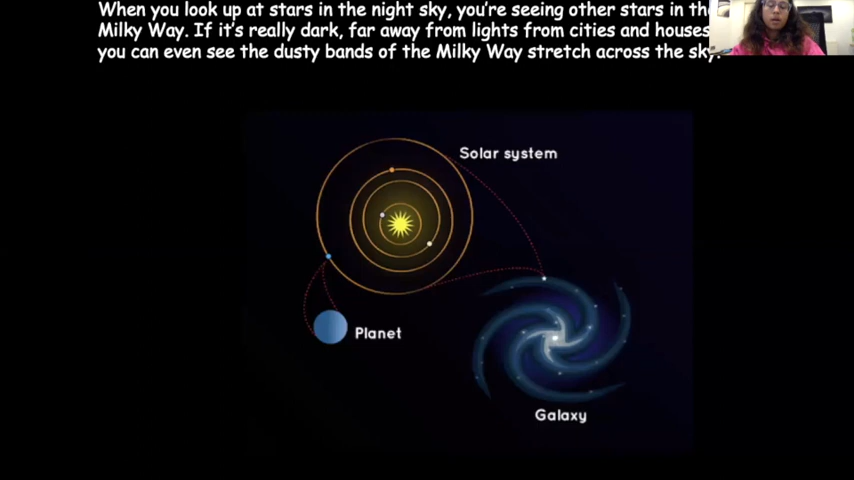 When you look up at stars in the night sky, you're seeing other stars in the
Milky Way. If it's really dark, far away from lights from cities and houses
you can even see the dusty bands of the Milky Way stretch across the sky.
Solar system
Planet
Galaxy